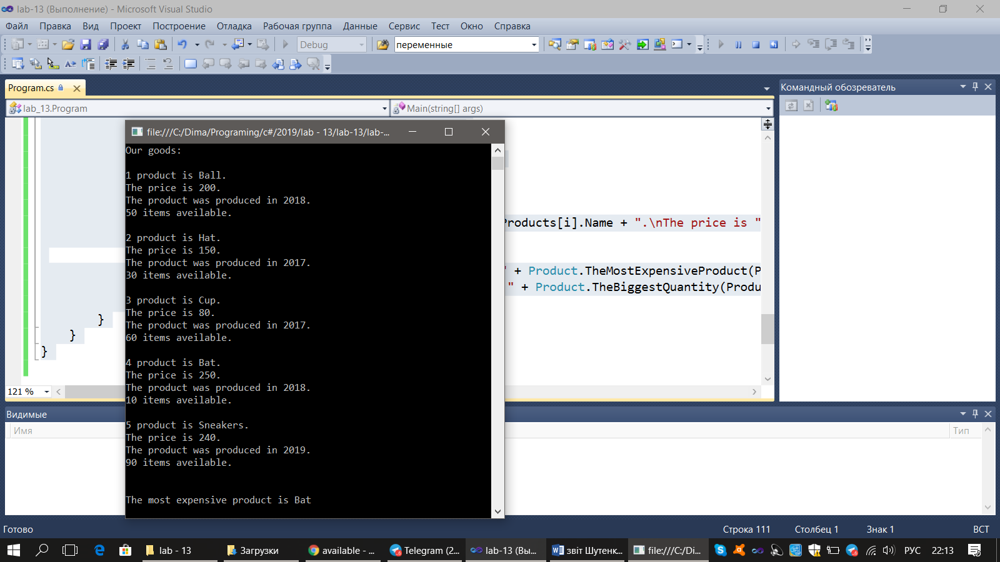 lab-13 (Выполнение) - Microsoft Visual Studio
Файл Правка Вид Проект Построение Отладка Рабочая группа Данные Сервис Тест Окно Справка
Debug переменные
Program.cs
Командный обозреватель
lab_13.Program Main(string[] args)
file:///C:/Dima/Programing/c#/2019/lab - 13/lab-13/lab-...
Our goods:
1 product is Ball.
The price is 200.
The product was produced in 2018.
50 items aveilable.
2 product is Hat.
The price is 150.
The product was produced in 2017.
30 items aveilable.
3 product is Cup.
The price is 80.
The product was produced in 2017.
60 items aveilable.
4 product is Bat.
The price is 250.
The product was produced in 2018.
10 items aveilable.
5 product is Sneakers.
The price is 240.
The product was produced in 2019.
90 items aveilable.
The most expensive product is Bat
Products[i].Name + ".\nThe price is "
" + Product.TheMostExpensiveProduct(P
" + Product.TheBiggestQuantity(Produ
}
}
}
121 %
Видимые
Имя Тип
Готово Строка 111 Столбец 1 Знак 1 ВСТ
lab - 13 Загрузки available - ... Telegram (2... lab-13 (Вы... звіт Шутенк... file:///C:/Di... РУС 22:13